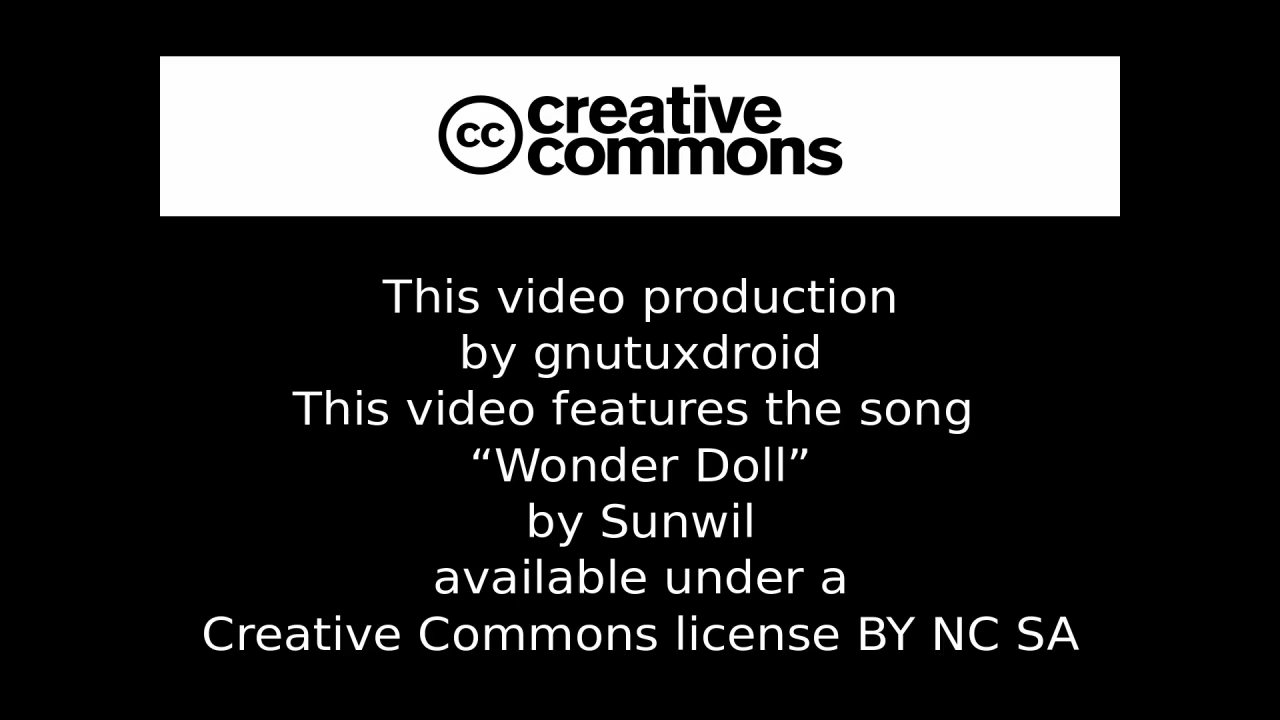 cc creative
commons
This video production
by gnutuxdroid
This video features the song
“Wonder Doll”
by Sunwil
available under a
Creative Commons license BY NC SA